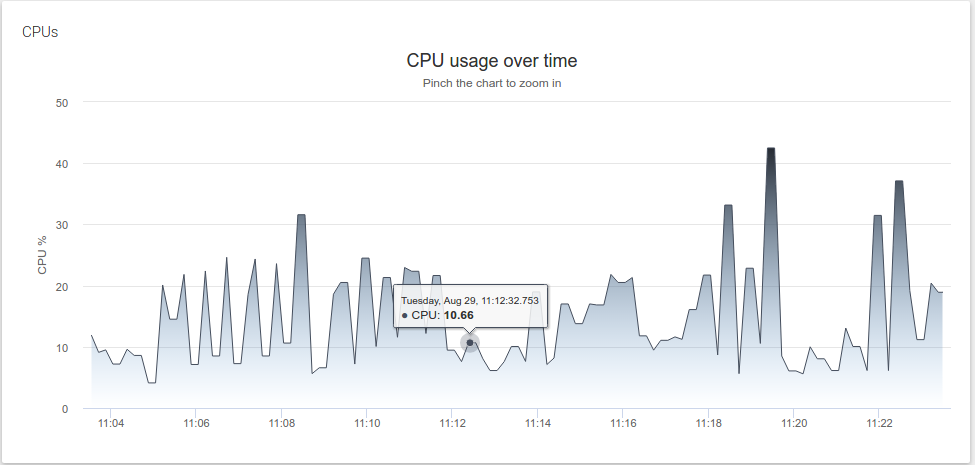 CPUs
CPU usage over time
Pinch the chart to zoom in
50
40
30
20
10
0
CPU %
Tuesday, Aug 29, 11:12:32.753
● CPU: 10.66
11:04 11:06 11:08 11:10 11:12 11:14 11:16 11:18 11:20 11:22